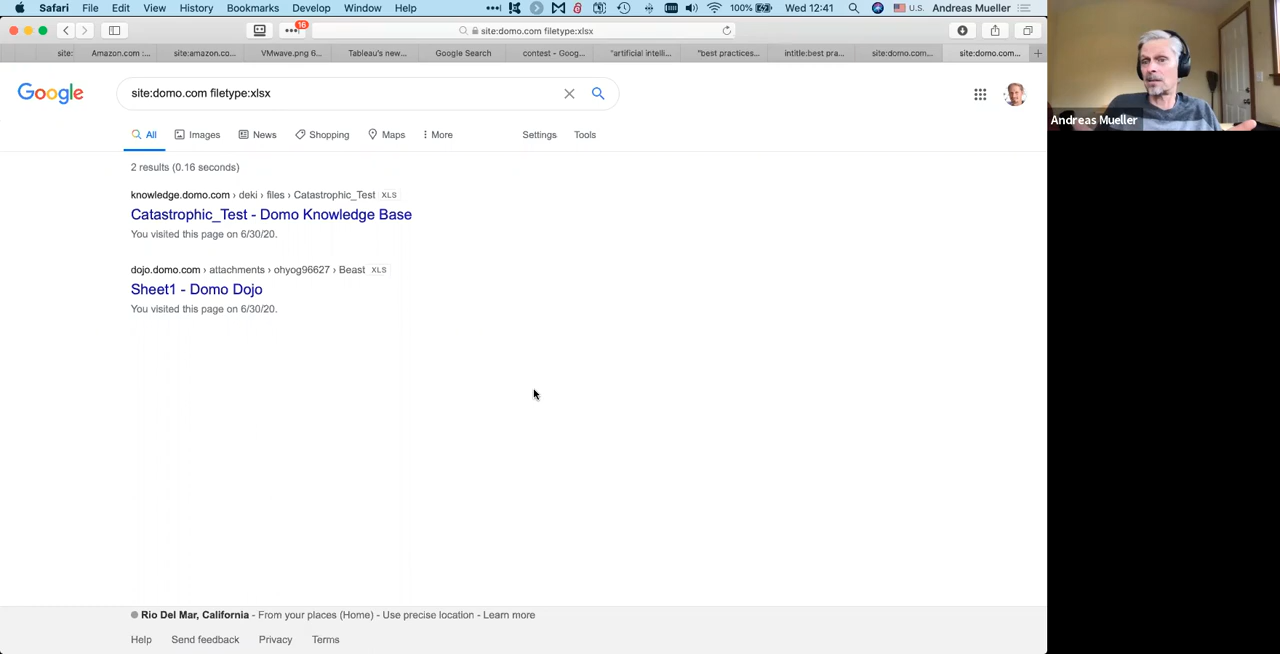 Safari File Edit View History Bookmarks Develop Window Help
100% Wed 12:41 U.S. Andreas Mueller
16
site:domo.com filetype:xlsx
site: Amazon.com :... site:amazon.co... VMwave.png 6... Tableau's new... Google Search contest - Goog... "artificial intelli... "best practices... intitle:best pra... site:domo.com... site:domo.com...
Andreas Mueller
Google
site:domo.com filetype:xlsx
All Images News Shopping Maps More Settings Tools
2 results (0.16 seconds)
knowledge.domo.com › deki › files › Catastrophic_Test XLS
Catastrophic_Test - Domo Knowledge Base
You visited this page on 6/30/20.
dojo.domo.com › attachments › ohyog96627 › Beast XLS
Sheet1 - Domo Dojo
You visited this page on 6/30/20.
Rio Del Mar, California - From your places (Home) - Use precise location - Learn more
Help Send feedback Privacy Terms